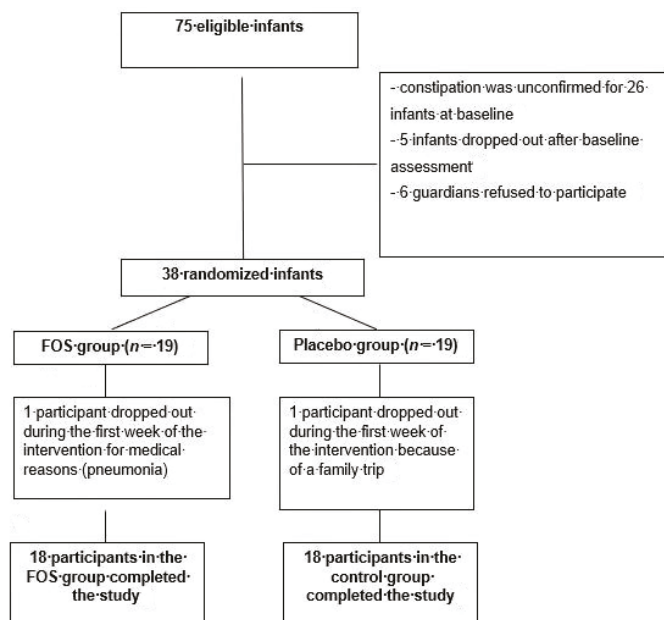 75 eligible infants
- constipation was unconfirmed for 26
infants at baseline
- 5 infants dropped out after baseline
assessment
- 6 guardians refused to participate
38 randomized infants
FOS group (n = 19)
Placebo group (n = 19)
1 participant dropped out
during the first week of the
intervention for medical
reasons (pneumonia)
1 participant dropped out
during the first week of
the intervention because
of a family trip
18 participants in the
FOS group completed
the study
18 participants in the
control group
completed the study